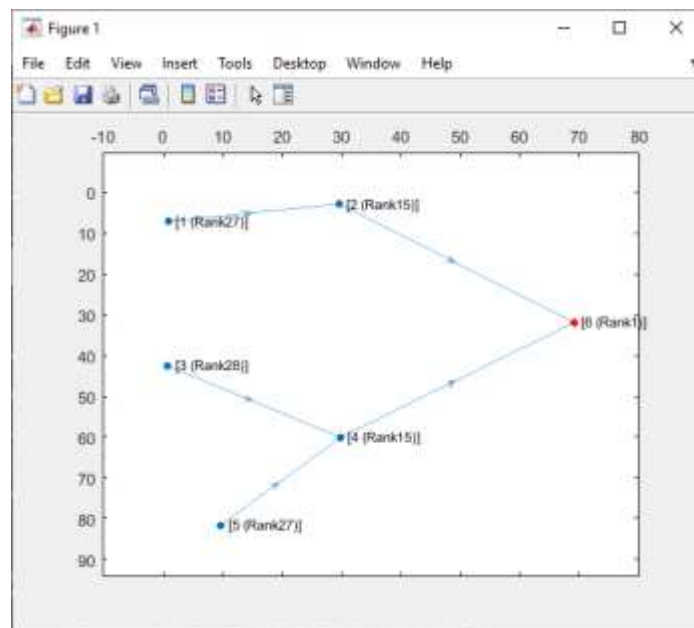 Figure 1
File Edit View Insert Tools Desktop Window Help
-10 0 10 20 30 40 50 60 70 80
0
[2 (Rank15)]
[1 (Rank27)]
10
20
30
[6 (Rank1)]
40
[3 (Rank28)]
50
60
[4 (Rank15)]
70
80
[5 (Rank27)]
90